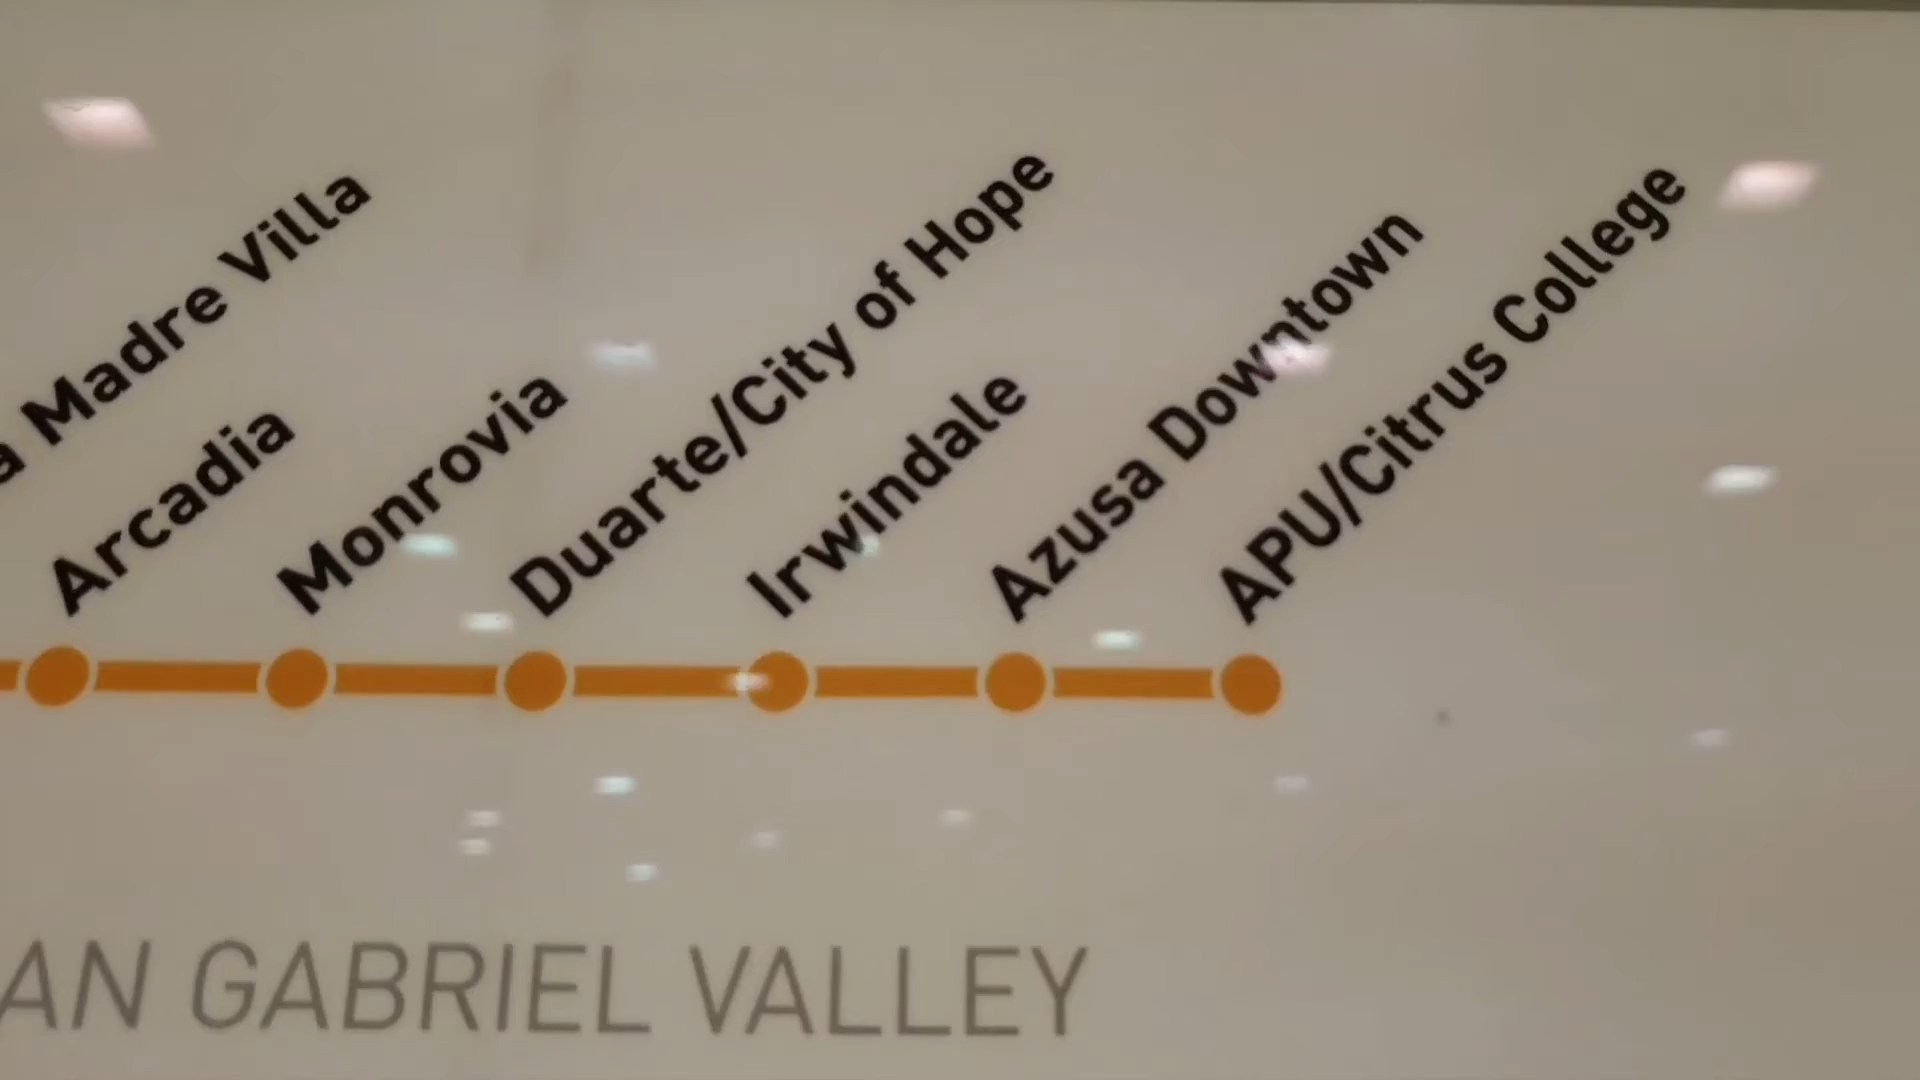 a Madre Villa
Arcadia
Monrovia
Duarte/City of Hope
Irwindale
Azusa Downtown
APU/Citrus College
AN GABRIEL VALLEY